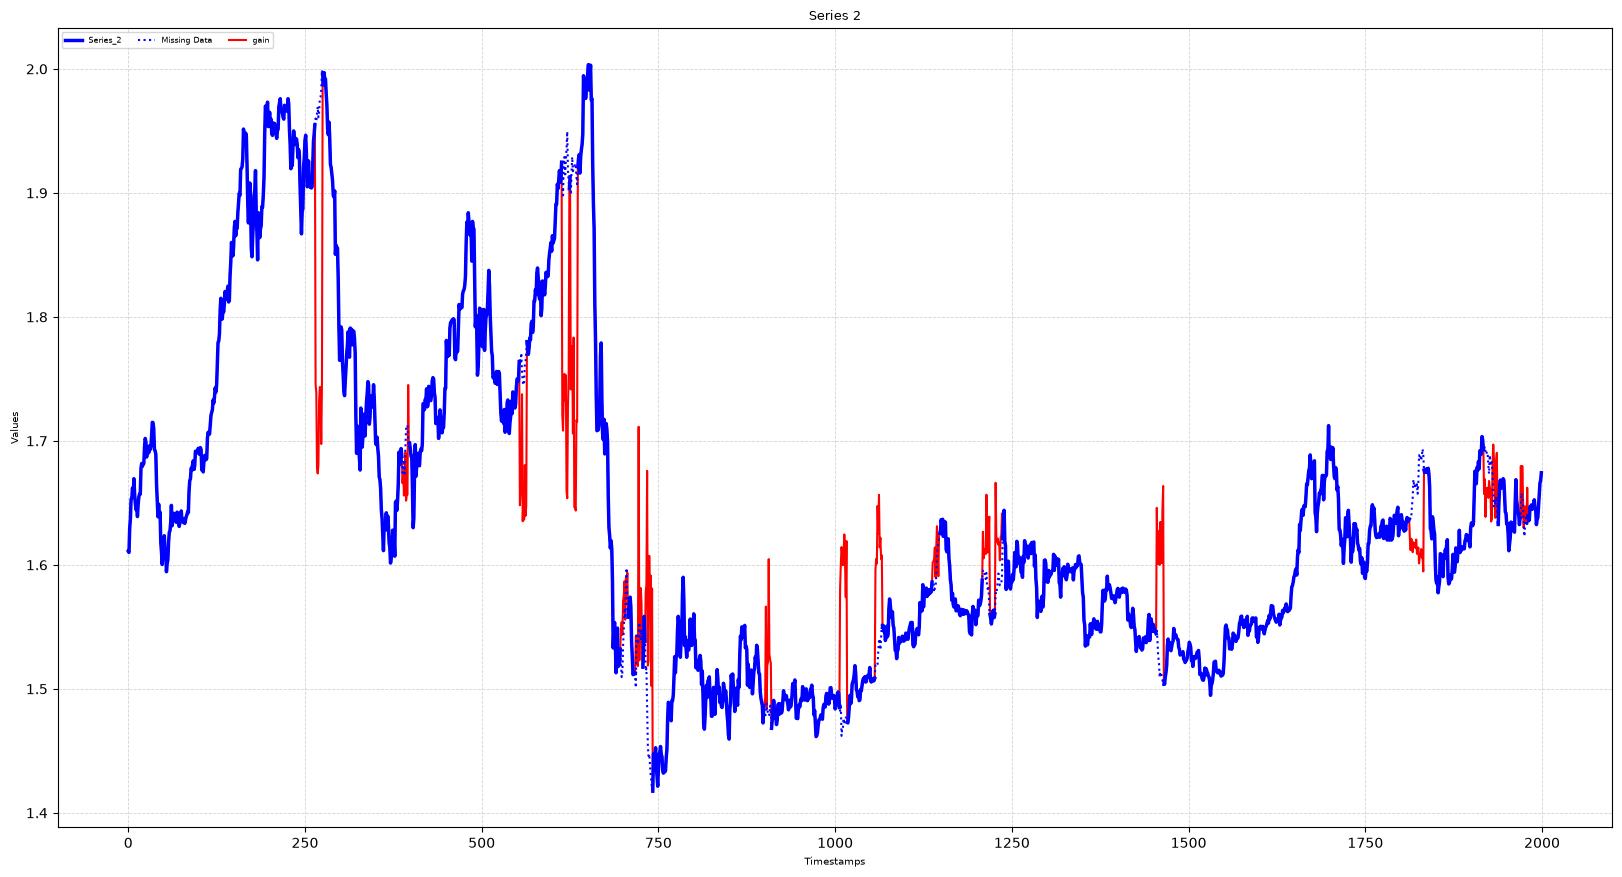 Series 2
Series_2
Missing Data
gain
Values
2.0
1.9
1.8
1.7
1.6
1.5
1.4
0 250 500 750 1000 1250 1500 1750 2000
Timestamps